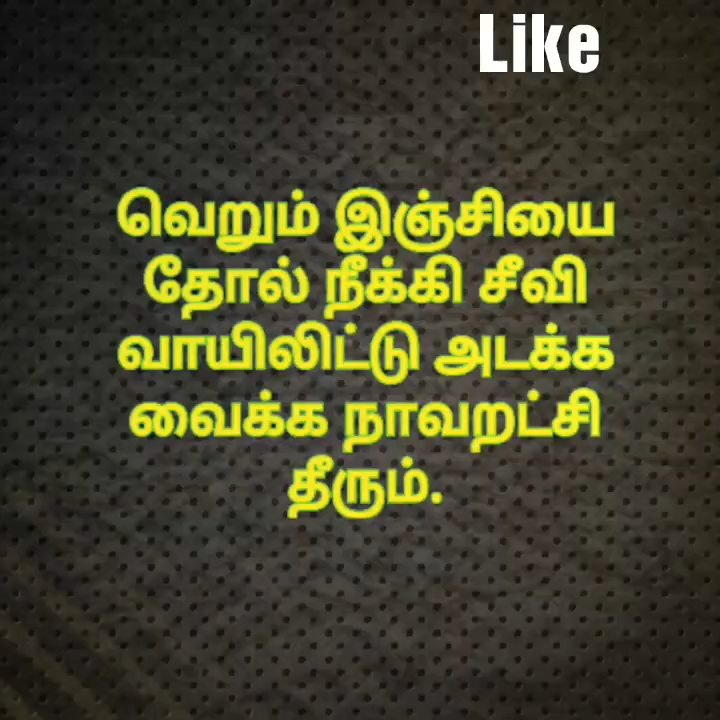 Like
வெறும் இஞ்சியை
தோல் நீக்கி சீவி
வாயிலிட்டு அடக்க
வைக்க நாவறட்சி
தீரும்.